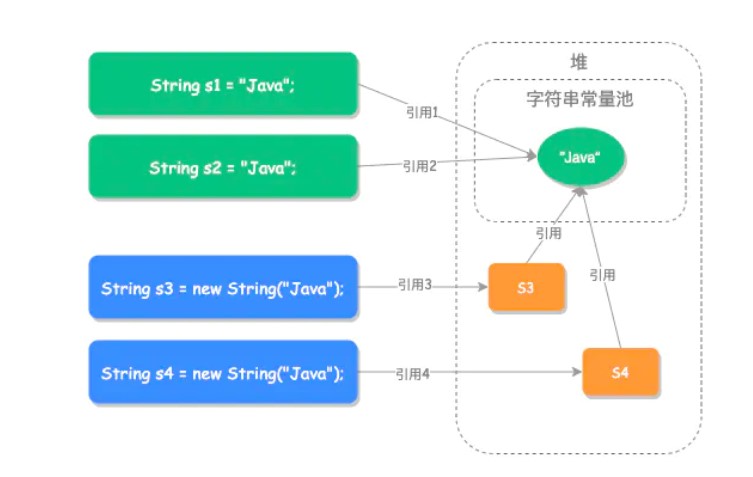 堆
字符串常量池
String s1 = "Java";
引用1
"Java"
String s2 = "Java";
引用2
引用
引用
String s3 = new String("Java");
引用3
S3
String s4 = new String("Java");
引用4
S4